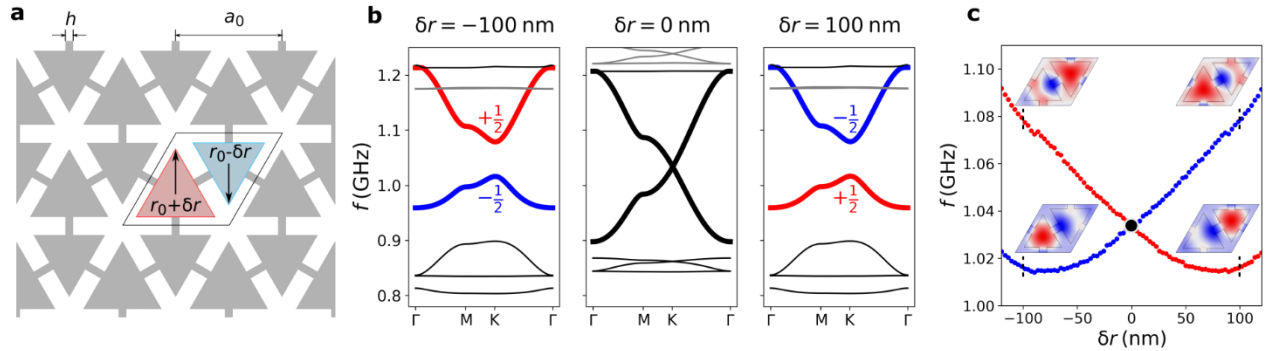 a
h
a₀
r₀+δr
r₀-δr
b
δr = −100 nm
δr = 0 nm
δr = 100 nm
f (GHz)
1.2
1.1
1.0
0.9
0.8
+½
−½
−½
+½
Γ M K Γ
Γ M K Γ
Γ M K Γ
c
f (GHz)
1.10
1.08
1.06
1.04
1.02
1.00
−100 −50 0 50 100
δr (nm)